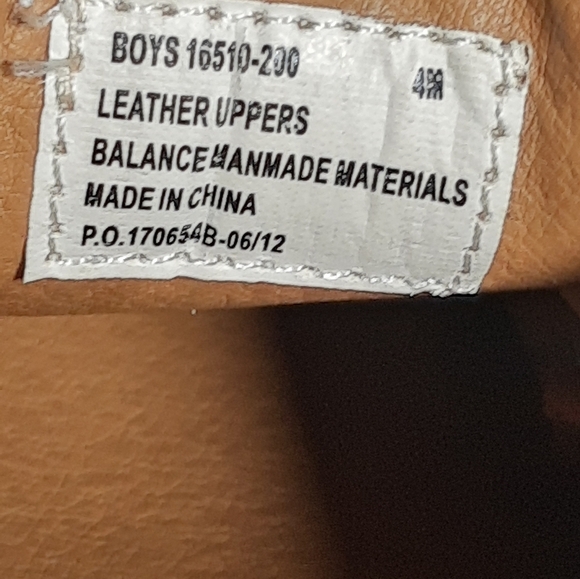 BOYS 16510-200 4M
LEATHER UPPERS
BALANCE MANMADE MATERIALS
MADE IN CHINA
P.O.170654B-06/12